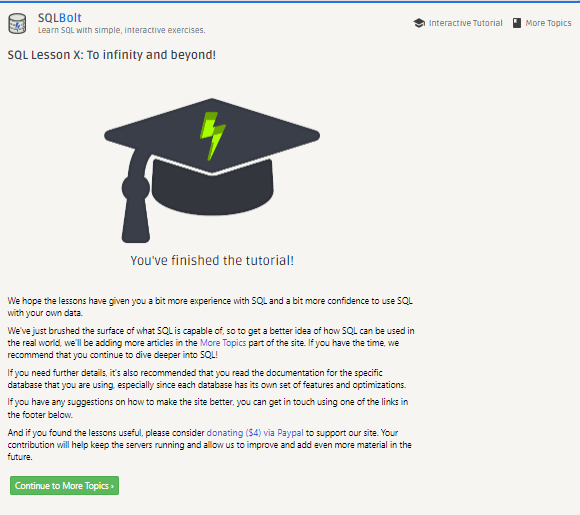 SQLBolt
Learn SQL with simple, interactive exercises.
Interactive Tutorial
More Topics
SQL Lesson X: To infinity and beyond!
You've finished the tutorial!
We hope the lessons have given you a bit more experience with SQL and a bit more confidence to use SQL
with your own data.
We've just brushed the surface of what SQL is capable of, so to get a better idea of how SQL can be used in
the real world, we'll be adding more articles in the More Topics part of the site. If you have the time, we
recommend that you continue to dive deeper into SQL!
If you need further details, it's also recommended that you read the documentation for the specific
database that you are using, especially since each database has its own set of features and optimizations.
If you have any suggestions on how to make the site better, you can get in touch using one of the links in
the footer below.
And if you found the lessons useful, please consider donating ($4) via Paypal to support our site. Your
contribution will help keep the servers running and allow us to improve and add even more material in the
future.
Continue to More Topics ›